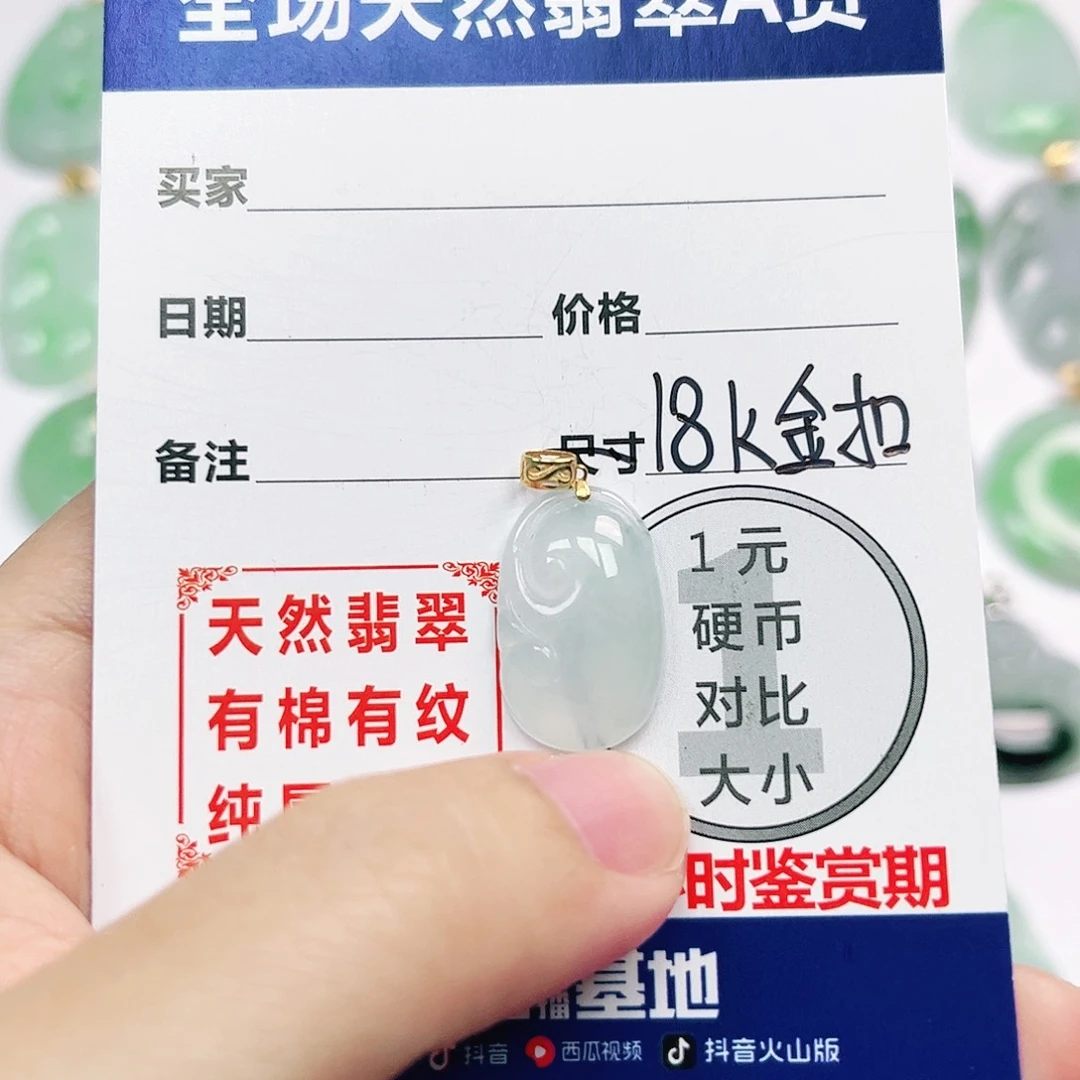 全场天然翡翠A货
买家
日期
价格
备注
尺寸 18k金扣
1元
硬币
对比
大小
天然翡翠
有棉有纹
纯
时鉴赏期
播基地
抖音 西瓜视频 抖音火山版